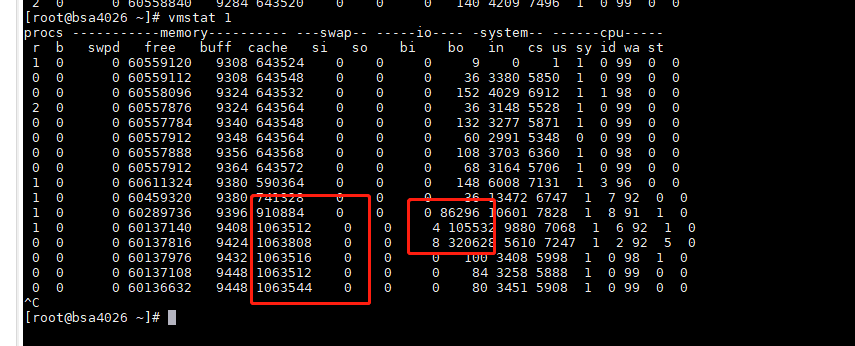 2 0 0 60558840 9284 643520 0 0 0 140 4209 7496 1 0 99 0 0
[root@bsa4026 ~]# vmstat 1
procs -----------memory---------- ---swap-- -----io---- -system-- ------cpu-----
r b swpd free buff cache si so bi bo in cs us sy id wa st
1 0 0 60559120 9308 643524 0 0 0 9 0 1 1 0 99 0 0
0 0 0 60559112 9308 643548 0 0 0 36 3380 5850 1 0 99 0 0
0 0 0 60558096 9324 643532 0 0 0 152 4029 6912 1 1 98 0 0
2 0 0 60557876 9324 643564 0 0 0 36 3148 5528 1 0 99 0 0
0 0 0 60557784 9340 643548 0 0 0 132 3277 5871 1 0 99 0 0
0 0 0 60557912 9348 643564 0 0 0 60 2991 5348 0 0 99 0 0
0 0 0 60557888 9356 643568 0 0 0 108 3703 6360 1 0 98 0 0
0 0 0 60557912 9364 643572 0 0 0 68 3164 5706 1 0 99 0 0
1 0 0 60611324 9380 590364 0 0 0 148 6008 7131 1 3 96 0 0
1 0 0 60459320 9380 741328 0 0 0 36 13472 6747 1 7 92 0 0
1 0 0 60289736 9396 910884 0 0 0 86296 10601 7828 1 8 91 1 0
1 0 0 60137140 9408 1063512 0 0 4 105532 9880 7068 1 6 92 1 0
0 0 0 60137816 9424 1063808 0 0 8 320628 5610 7247 1 2 92 5 0
0 0 0 60137976 9432 1063516 0 0 0 100 3408 5998 1 0 98 1 0
0 0 0 60137108 9448 1063512 0 0 0 84 3258 5888 1 0 99 0 0
0 0 0 60136632 9448 1063544 0 0 0 80 3451 5908 1 0 99 0 0
^C
[root@bsa4026 ~]#